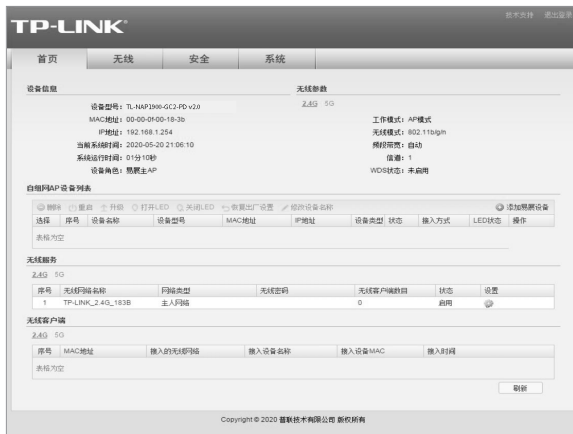 技术支持 退出登录
TP-LINK®
首页 无线 安全 系统
设备信息
设备型号： TL-NAP1900-GC2-PD v2.0
MAC地址： 00-00-0f-00-18-3b
IP地址： 192.168.1.254
当前系统时间： 2020-05-20 21:06:10
系统运行时间： 01分10秒
设备角色： 易展主AP
无线参数
2.4G 5G
工作模式： AP模式
无线模式： 802.11b/g/n
频段带宽： 自动
信道： 1
WDS状态： 未启用
自组网AP设备列表
删除 重启 升级 打开LED 关闭LED 恢复出厂设置 修改设备名称 添加易展设备
选择 序号 设备名称 设备型号 MAC地址 IP地址 设备类型 状态 接入方式 LED状态 操作
表格为空
无线服务
2.4G 5G
序号 无线网络名称 网络类型 无线密码 无线客户端数目 状态 设置
1 TP-LINK_2.4G_183B 主人网络 0 启用
无线客户端
2.4G 5G
序号 MAC地址 接入的无线网络 接入设备名称 接入设备MAC 接入时间
表格为空
刷新
Copyright © 2020 普联技术有限公司 版权所有